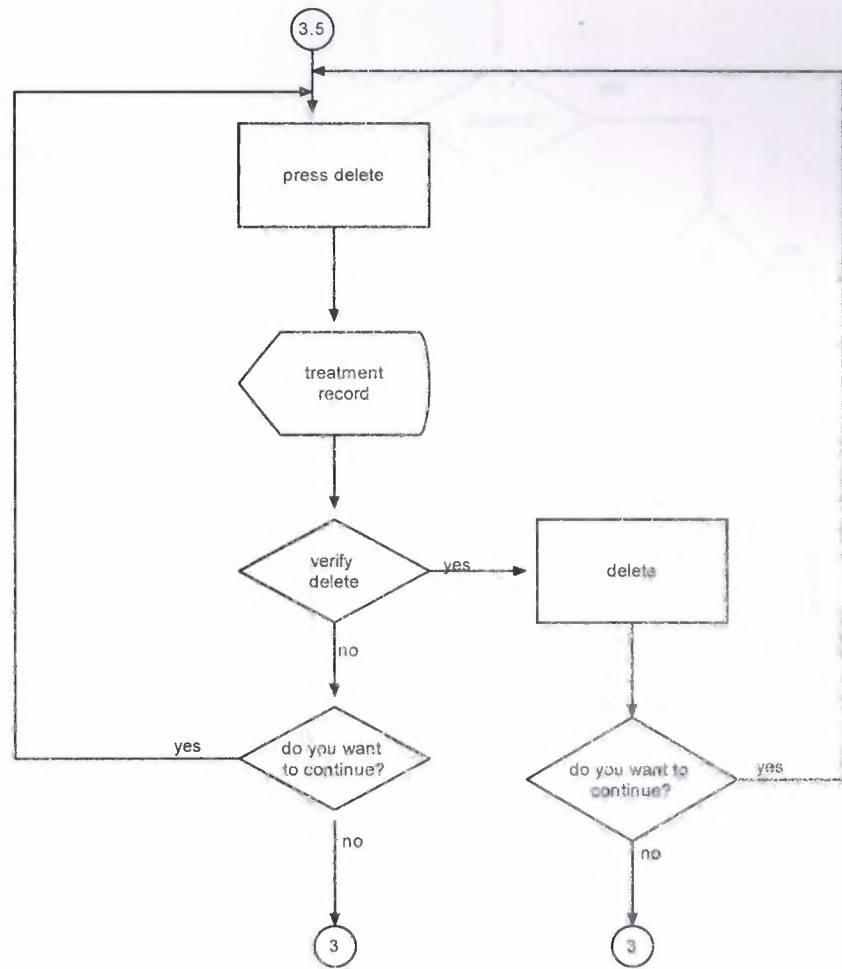 3.5
press delete
treatment
record
verify
delete
yes
delete
no
yes
do you want
to continue?
do you want to
continue?
yes
no
no
3
3